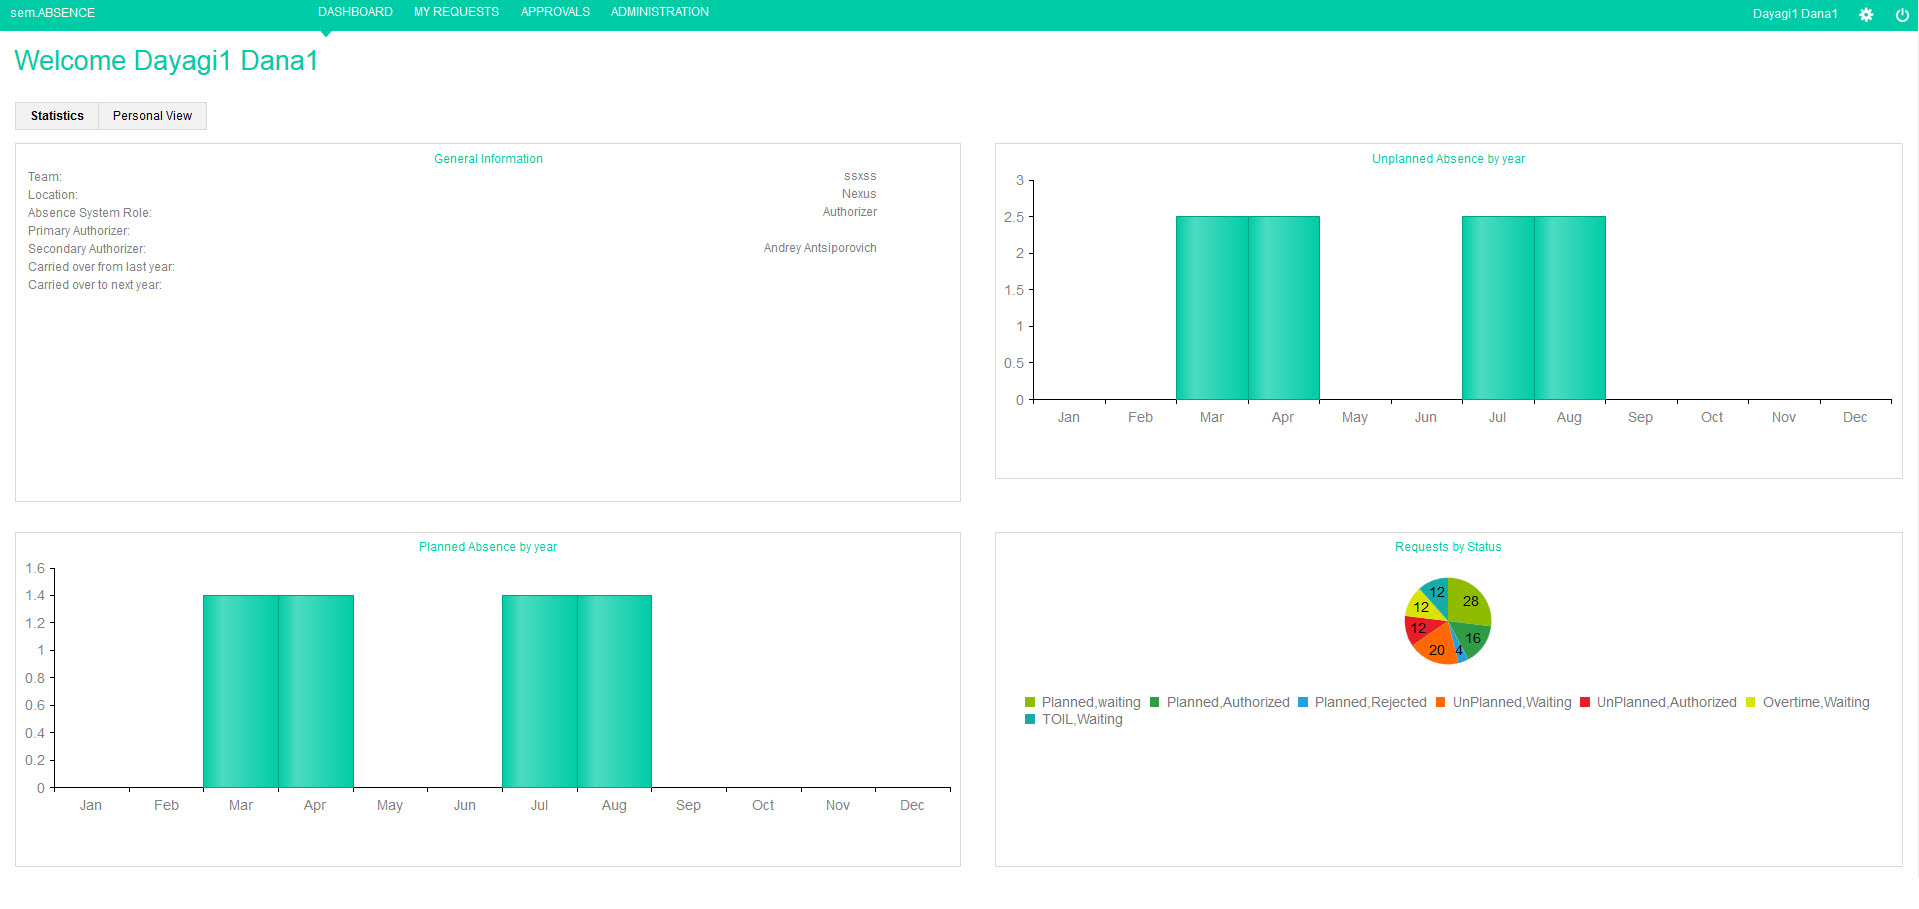 sem.ABSENCE DASHBOARD MY REQUESTS APPROVALS ADMINISTRATION Dayagi1 Dana1
Welcome Dayagi1 Dana1
Statistics Personal View
General Information
Team: ssxss
Location: Nexus
Absence System Role: Authorizer
Primary Authorizer:
Secondary Authorizer: Andrey Antsiporovich
Carried over from last year:
Carried over to next year:
Unplanned Absence by year
3
2.5
2
1.5
1
0.5
0
Jan Feb Mar Apr May Jun Jul Aug Sep Oct Nov Dec
Planned Absence by year
1.6
1.4
1.2
1
0.8
0.6
0.4
0.2
0
Jan Feb Mar Apr May Jun Jul Aug Sep Oct Nov Dec
Requests by Status
12 28
12
12 16
20 4
Planned,waiting Planned,Authorized Planned,Rejected UnPlanned,Waiting UnPlanned,Authorized Overtime,Waiting
TOIL,Waiting